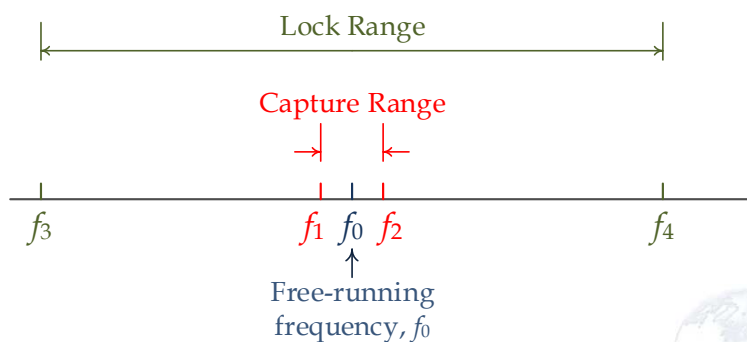 Lock Range
Capture Range
f3 f1 f0 f2 f4
Free-running
frequency, f0